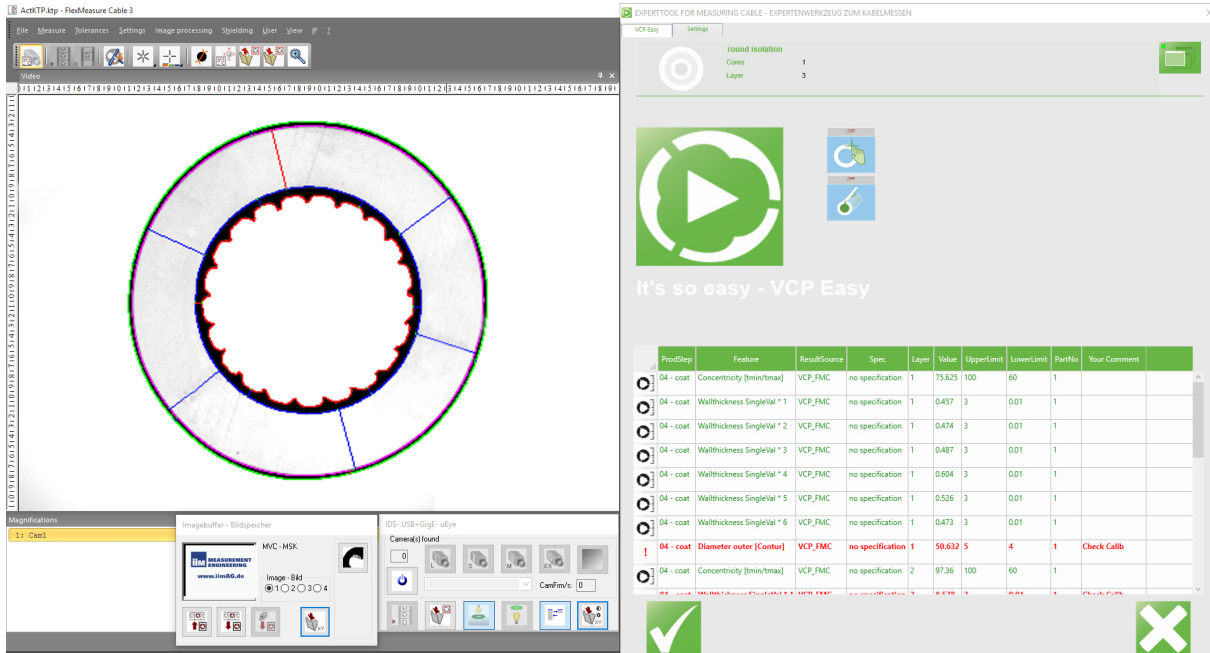 ActKTP.ktp - FlexMeasure Cable 3
File Measure Tolerances Settings Image processing Shielding User View IF ?
Video
Magnifications
1: Cam1
Imagebuffer - Bildspeicher
MVC - MSK
iiM MEASUREMENT ENGINEERING
www.iimAG.de
Image - Bild
1 2 3 4
XY
IDS- USB+GigE- uEye
Camera(s) found
0
L S M EX
CamFrm/s: 0
XY
EXPERTTOOL FOR MEASURING CABLE - EXPERTENWERKZEUG ZUM KABELMESSEN
VCP Easy Settings
round isolation
Cores 1
Layer 3
OFF
OFF
It's so easy - VCP Easy
ProdStep Feature ResultSource Spec Layer Value UpperLimit LowerLimit PartNo Your Comment
04 - coat Concentricity [tmin/tmax] VCP_FMC no specification 1 75.625 100 60 1
04 - coat Wallthickness SingleVal * 1 VCP_FMC no specification 1 0.457 3 0.01 1
04 - coat Wallthickness SingleVal * 2 VCP_FMC no specification 1 0.474 3 0.01 1
04 - coat Wallthickness SingleVal * 3 VCP_FMC no specification 1 0.487 3 0.01 1
04 - coat Wallthickness SingleVal * 4 VCP_FMC no specification 1 0.604 3 0.01 1
04 - coat Wallthickness SingleVal * 5 VCP_FMC no specification 1 0.526 3 0.01 1
04 - coat Wallthickness SingleVal * 6 VCP_FMC no specification 1 0.473 3 0.01 1
! 04 - coat Diameter outer [Contur] VCP_FMC no specification 1 50.632 5 4 1 Check Calib
04 - coat Concentricity [tmin/tmax] VCP_FMC no specification 2 97.36 100 60 1